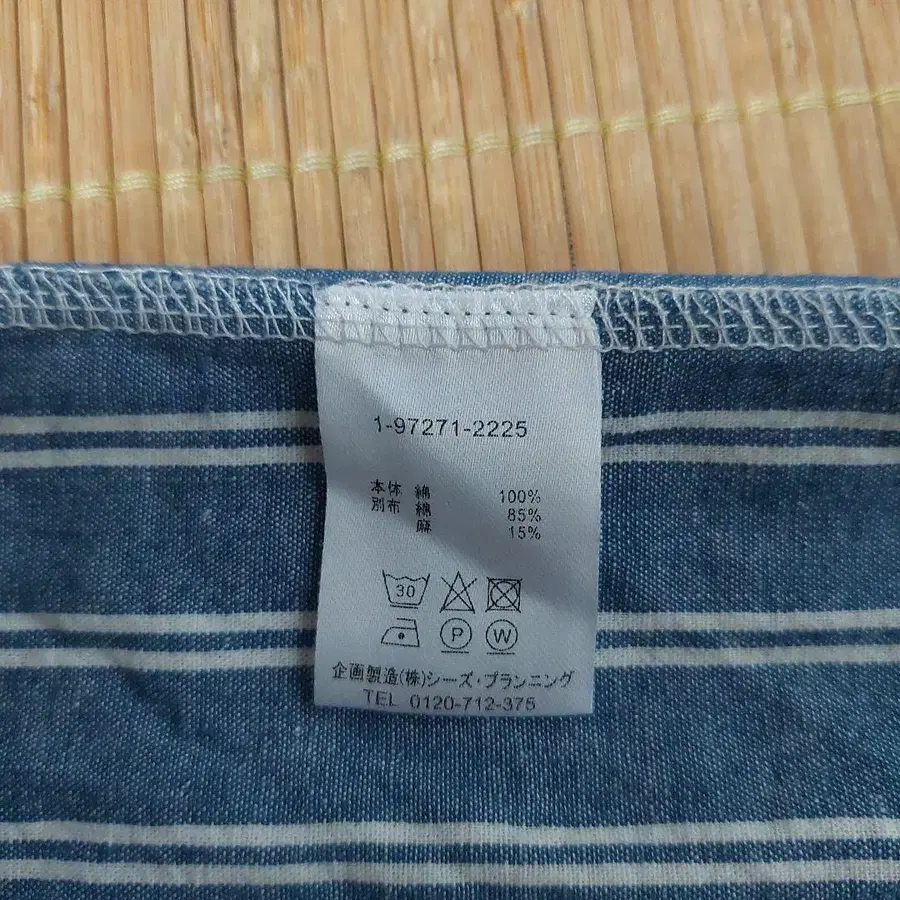 1-97271-2225
本体 綿 100%
別布 綿 85%
麻 15%
30
P W
企画製造(株)シーズ・プランニング
TEL 0120-712-375